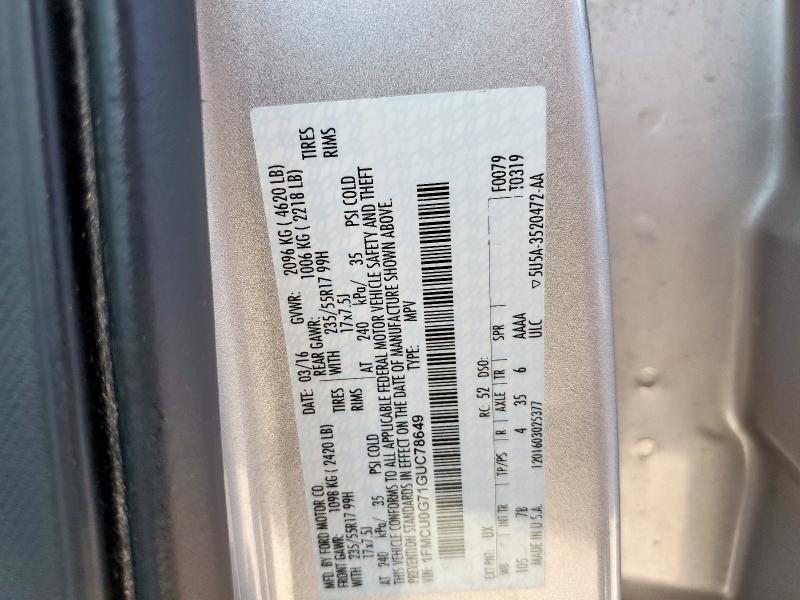 MFD. BY FORD MOTOR CO.
DATE: 03/16 GVWR: 2096 KG ( 4620 LB)
FRONT GAWR: 1098 KG ( 2420 LB) REAR GAWR: 1006 KG ( 2218 LB)
235/55R17 99H TIRES WITH 235/55R17 99H TIRES
17x7.5J RIMS 17x7.5J RIMS
AT 240 kPa/ 35 PSI COLD AT 240 kPa/ 35 PSI COLD
THIS VEHICLE CONFORMS TO ALL APPLICABLE FEDERAL MOTOR VEHICLE SAFETY AND THEFT
PREVENTION STANDARDS IN EFFECT ON THE DATE OF MANUFACTURE SHOWN ABOVE.
VIN: 1FMCU0G71GUC78649 TYPE: MPV
EXT PNT: UX RC: 52 DSO: F0079
WB INT TR TP/PS R AXLE TR SPR T0319
105 7B 4 35 6 AAAA
MADE IN U.S.A. 1201603025377 ULC ▽5U5A-3520472-AA